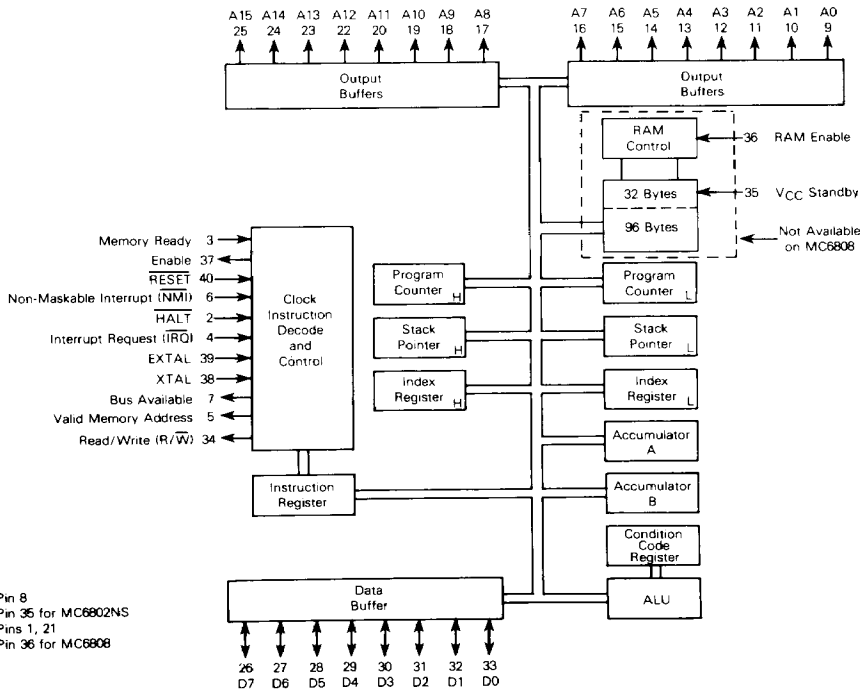 A15 A14 A13 A12 A11 A10 A9 A8
25 24 23 22 20 19 18 17
A7 A6 A5 A4 A3 A2 A1 A0
16 15 14 13 12 11 10 9
Output
Buffers
Output
Buffers
RAM
Control
36 RAM Enable
32 Bytes
35 VCC Standby
96 Bytes
Not Available
on MC6808
Memory Ready 3
Enable 37
RESET 40
Non-Maskable Interrupt (NMI) 6
HALT 2
Interrupt Request (IRQ) 4
EXTAL 39
XTAL 38
Bus Available 7
Valid Memory Address 5
Read/Write (R/W) 34
Clock
Instruction
Decode
and
Control
Program
Counter H
Program
Counter L
Stack
Pointer H
Stack
Pointer L
Index
Register H
Index
Register L
Accumulator
A
Instruction
Register
Accumulator
B
Condition
Code
Register
ALU
Data
Buffer
Pin 8
Pin 35 for MC6802NS
Pins 1, 21
Pin 36 for MC6808
26 27 28 29 30 31 32 33
D7 D6 D5 D4 D3 D2 D1 D0